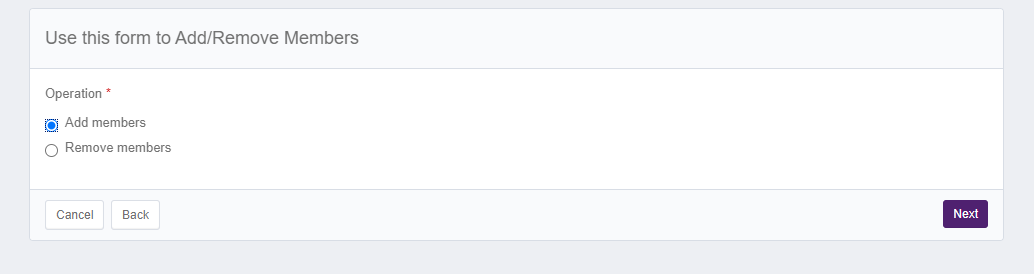 Use this form to Add/Remove Members
Operation *
Add members
Remove members
Cancel Back Next